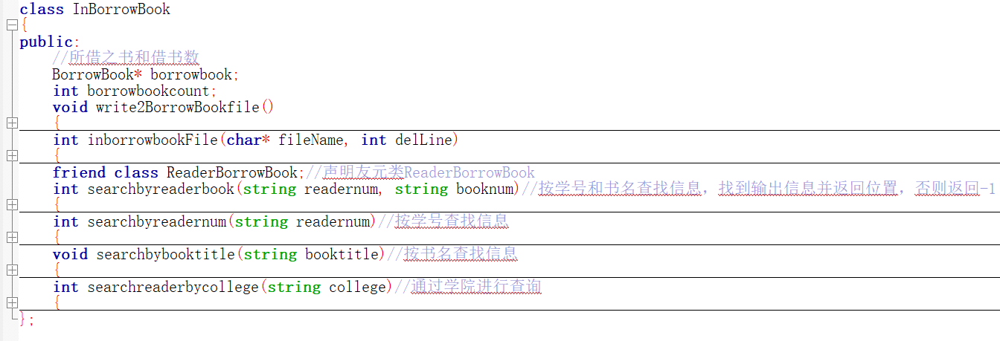 class InBorrowBook
{
public:
//所借之书和借书数
BorrowBook* borrowbook;
int borrowbookcount;
void write2BorrowBookfile()
{
int inborrowbookFile(char* fileName, int delLine)
{
friend class ReaderBorrowBook;//声明友元类ReaderBorrowBook
int searchbyreaderbook(string readernum, string booknum)//按学号和书名查找信息，找到输出信息并返回位置，否则返回-1
{
int searchbyreadernum(string readernum)//按学号查找信息
{
void searchbybooktitle(string booktitle)//按书名查找信息
{
int searchreaderbycollege(string college)//通过学院进行查询
{
};